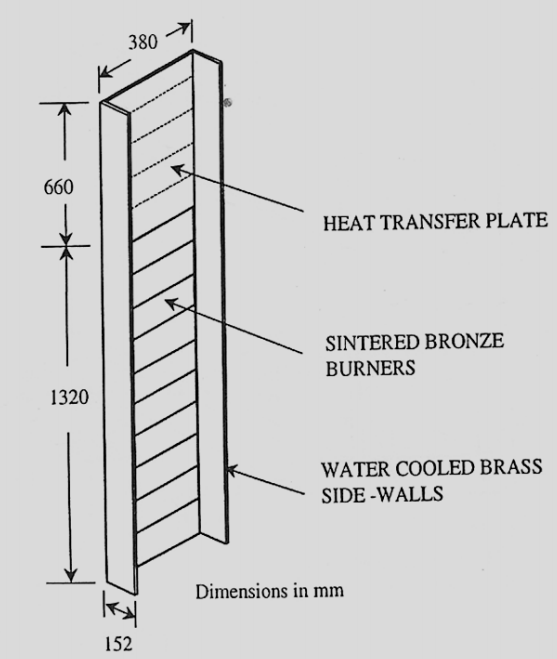 380
660
HEAT TRANSFER PLATE
SINTERED BRONZE
BURNERS
1320
WATER COOLED BRASS
SIDE -WALLS
Dimensions in mm
152